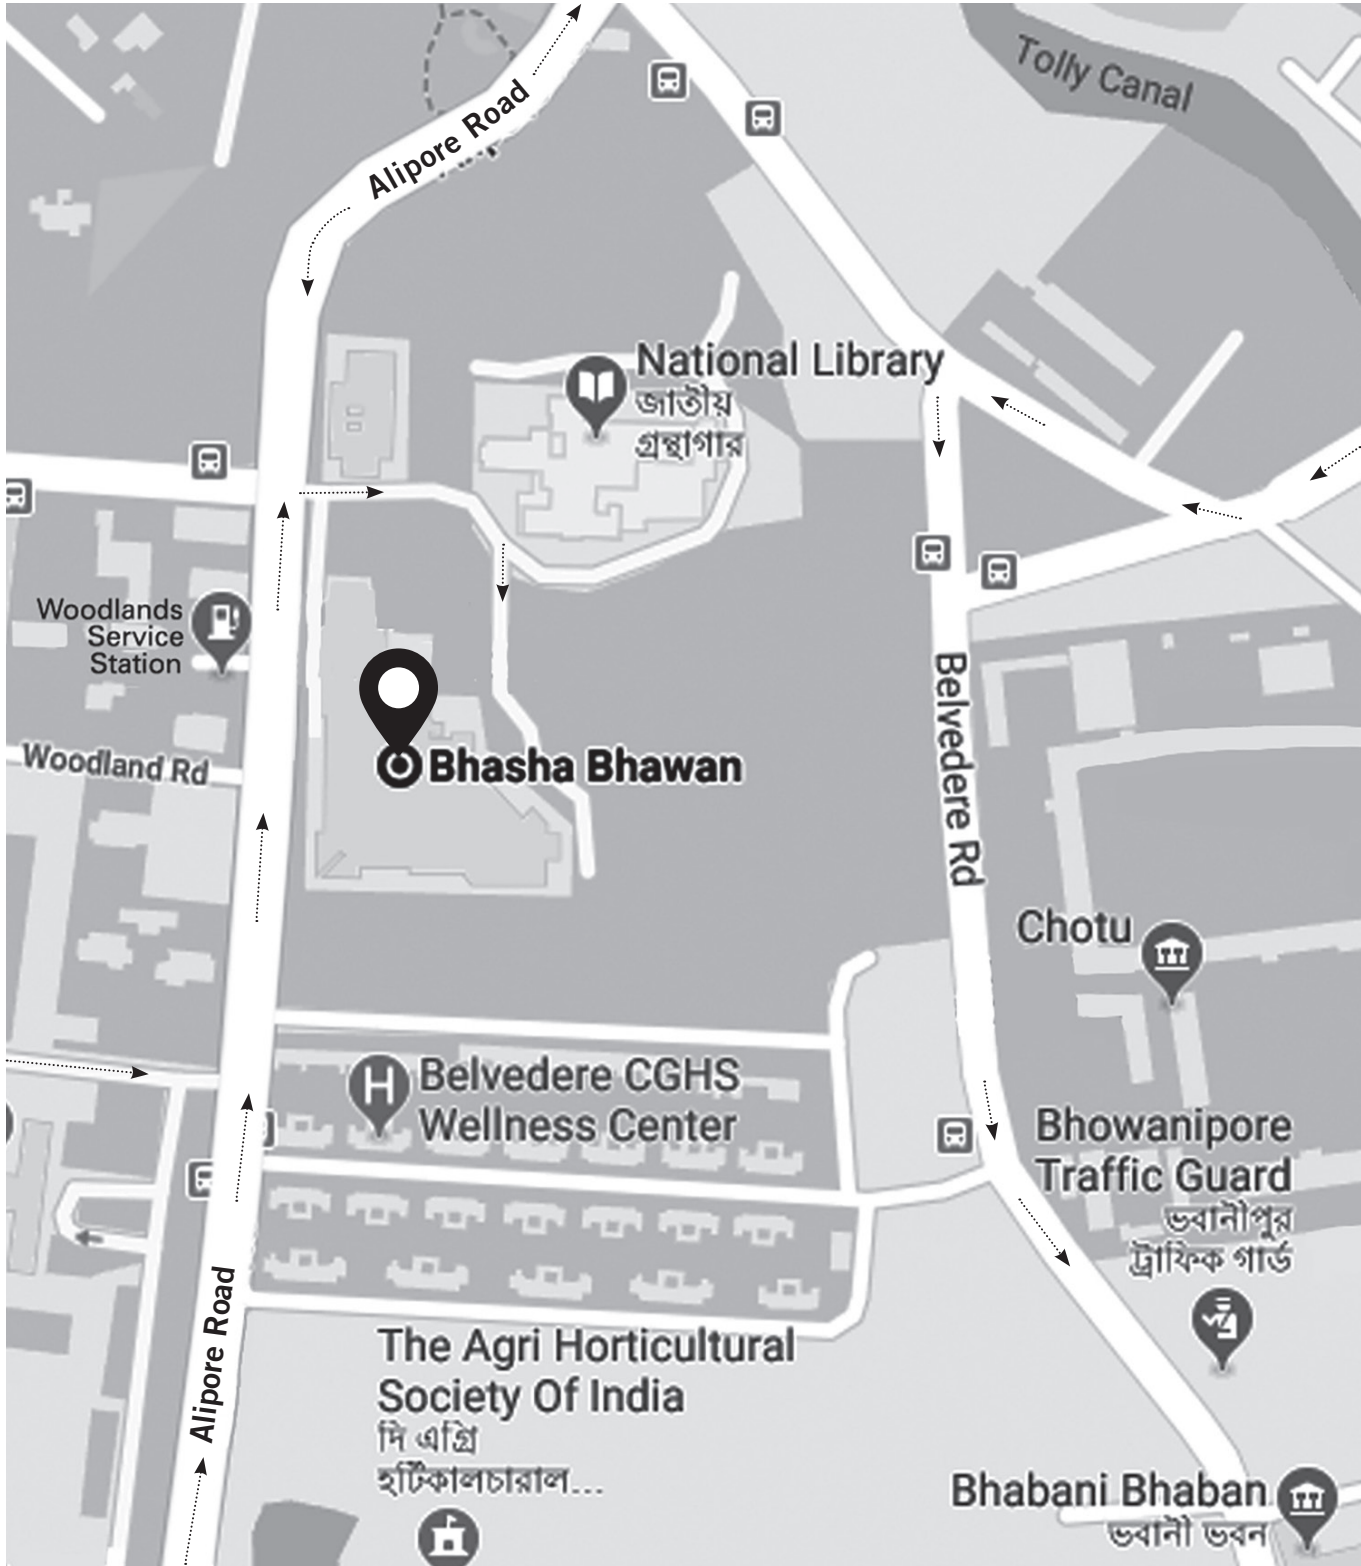 Tolly Canal
Alipore Road
National Library
জাতীয়
গ্রন্থাগার
Woodlands
Service
Station
Belvedere Rd
Woodland Rd
Bhasha Bhawan
Chotu
H
Belvedere CGHS
Wellness Center
Bhowanipore
Traffic Guard
ভবানীপুর
ট্রাফিক গার্ড
Alipore Road
The Agri Horticultural
Society Of India
দি এগ্রি
হর্টিকালচারাল...
Bhabani Bhaban
ভবানী ভবন